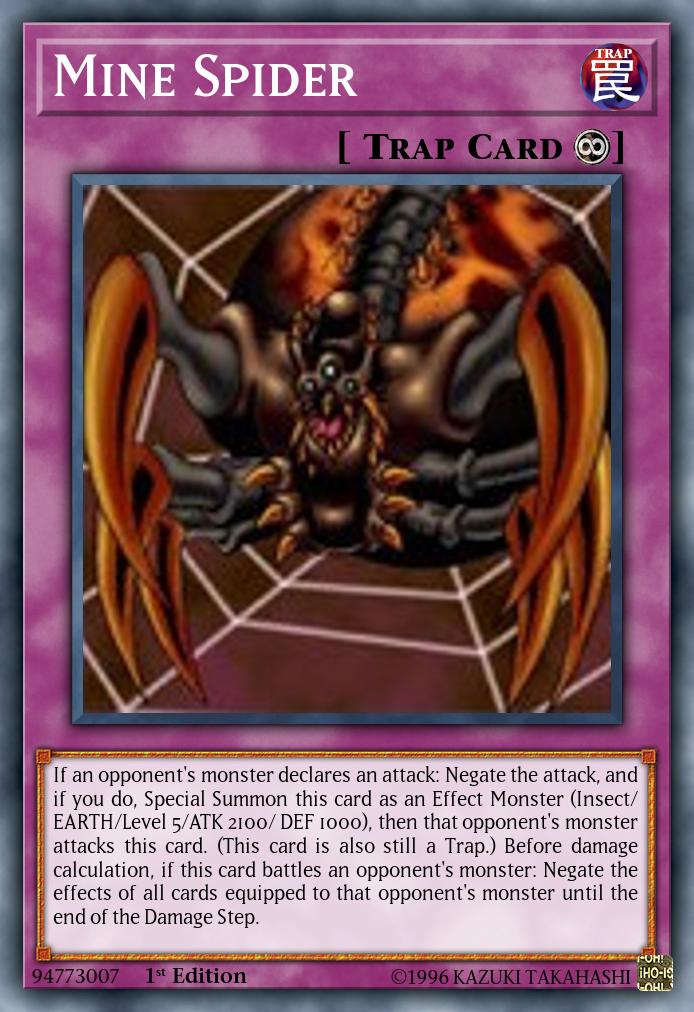 MINE SPIDER
TRAP
罠
[ TRAP CARD ]
If an opponent's monster declares an attack: Negate the attack, and
if you do, Special Summon this card as an Effect Monster (Insect/
EARTH/Level 5/ATK 2100/ DEF 1000), then that opponent's monster
attacks this card. (This card is also still a Trap.) Before damage
calculation, if this card battles an opponent's monster: Negate the
effects of all cards equipped to that opponent's monster until the
end of the Damage Step.
94773007 1st Edition ©1996 KAZUKI TAKAHASHI